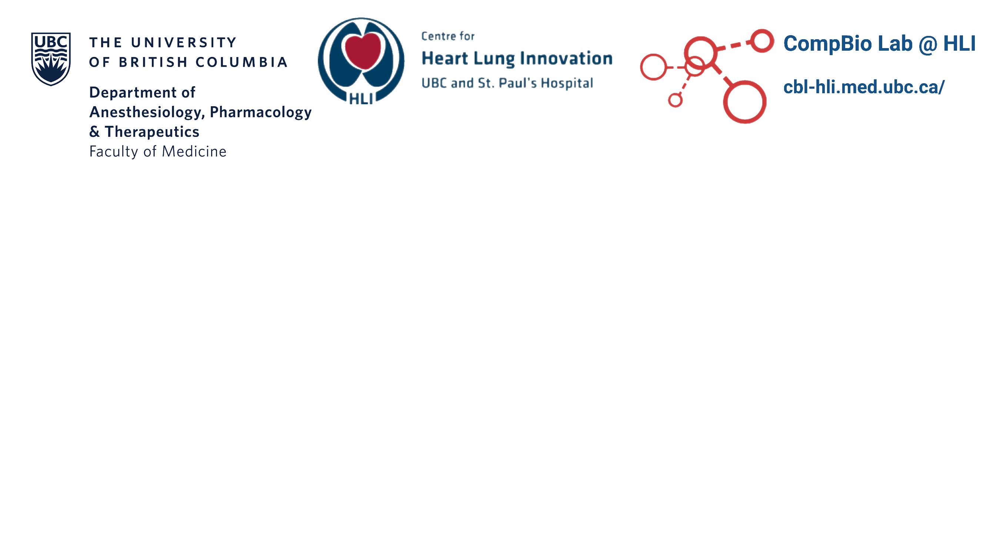 UBC
THE UNIVERSITY
OF BRITISH COLUMBIA
Department of
Anesthesiology, Pharmacology
& Therapeutics
Faculty of Medicine
HLI
Centre for
Heart Lung Innovation
UBC and St. Paul's Hospital
CompBio Lab @ HLI
cbl-hli.med.ubc.ca/